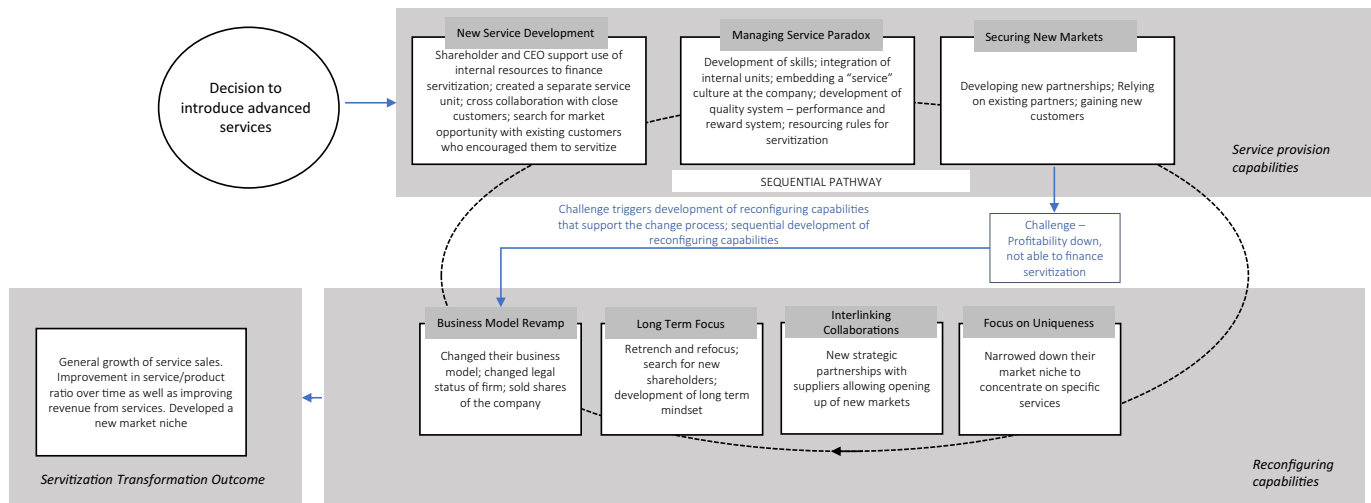 Decision to
introduce advanced
services
New Service Development
Shareholder and CEO support use of
internal resources to finance
servitization; created a separate service
unit; cross collaboration with close
customers; search for market
opportunity with existing customers
who encouraged them to servitize
Managing Service Paradox
Development of skills; integration of
internal units; embedding a “service”
culture at the company; development of
quality system – performance and
reward system; resourcing rules for
servitization
Securing New Markets
Developing new partnerships; Relying
on existing partners; gaining new
customers
Service provision
capabilities
SEQUENTIAL PATHWAY
Challenge triggers development of reconfiguring capabilities
that support the change process; sequential development of
reconfiguring capabilities
Challenge –
Profitability down,
not able to finance
servitization
Business Model Revamp
Changed their business
model; changed legal
status of firm; sold shares
of the company
Long Term Focus
Retrench and refocus;
search for new
shareholders;
development of long term
mindset
Interlinking
Collaborations
New strategic
partnerships with
suppliers allowing opening
up of new markets
Focus on Uniqueness
Narrowed down their
market niche to
concentrate on specific
services
Reconfiguring
capabilities
General growth of service sales.
Improvement in service/product
ratio over time as well as improving
revenue from services. Developed a
new market niche
Servitization Transformation Outcome